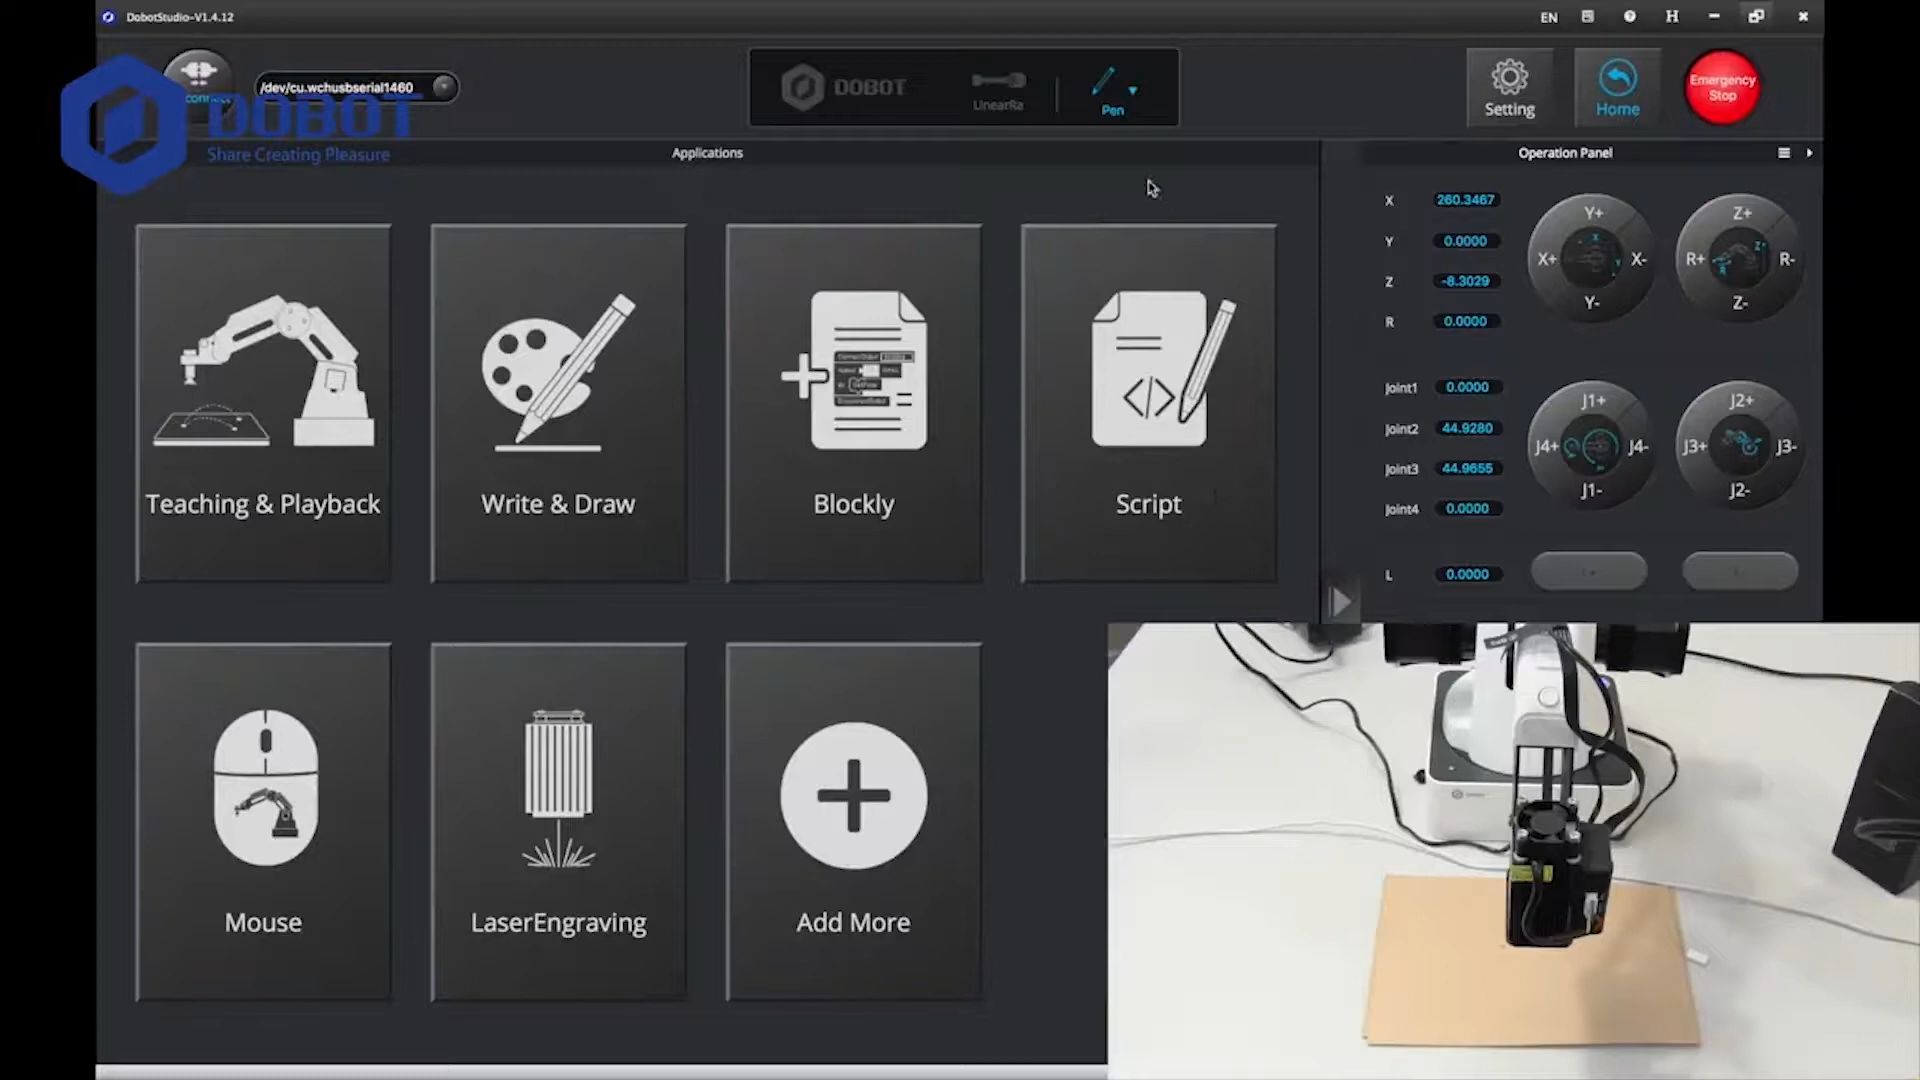 DobotStudio-V1.4.12
EN
H
/dev/cu.wchusbserial1460
DOBOT
Share Creating Pleasure
DOBOT
LinearRa
Pen
Setting
Home
Emergency
Stop
Applications
Operation Panel
Teaching & Playback
Write & Draw
Blockly
Script
Mouse
LaserEngraving
Add More
X 260.3467
Y 0.0000
Z -8.3029
R 0.0000
Y+
X+ X-
Y-
Z+
R+ R-
Z-
Joint1 0.0000
Joint2 44.9280
Joint3 44.9655
Joint4 0.0000
J1+
J4+ J4-
J1-
J2+
J3+ J3-
J2-
L 0.0000